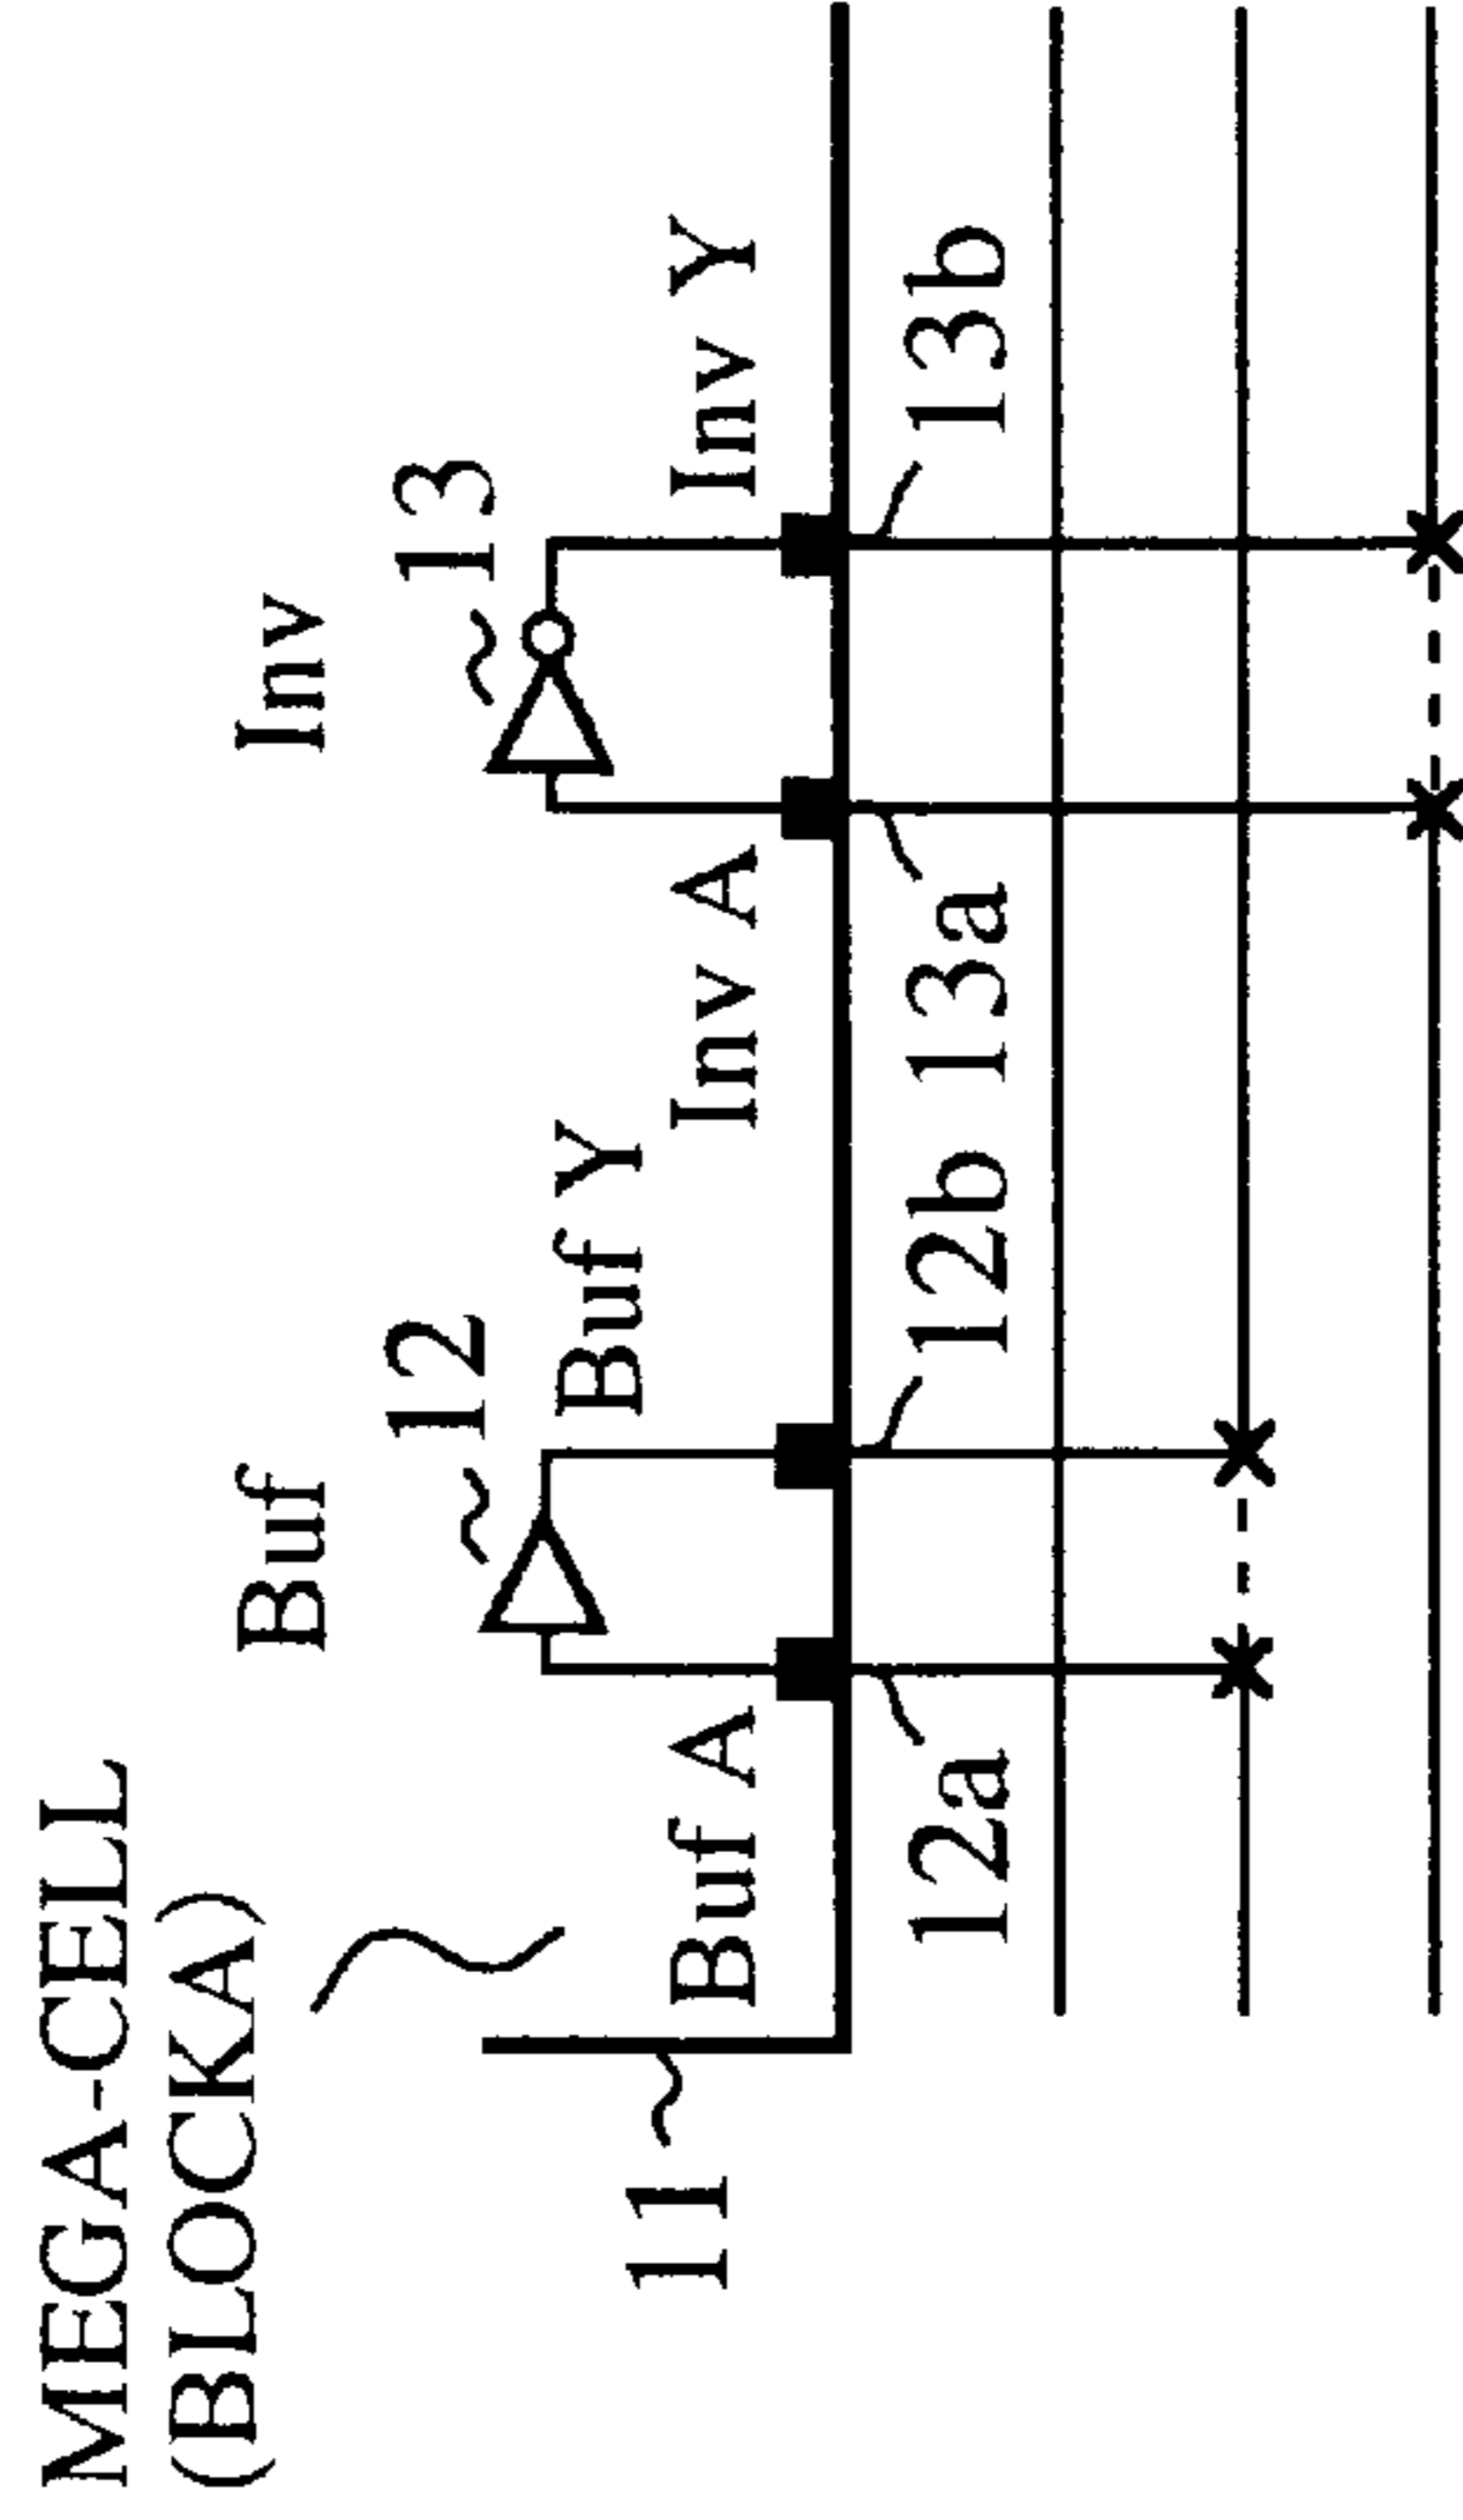 MEGA-CELL
(BLOCKA)
Buf
Inv
12
13
Buf Y
11
Buf A
Inv A
Inv Y
12a
12b
13a
13b